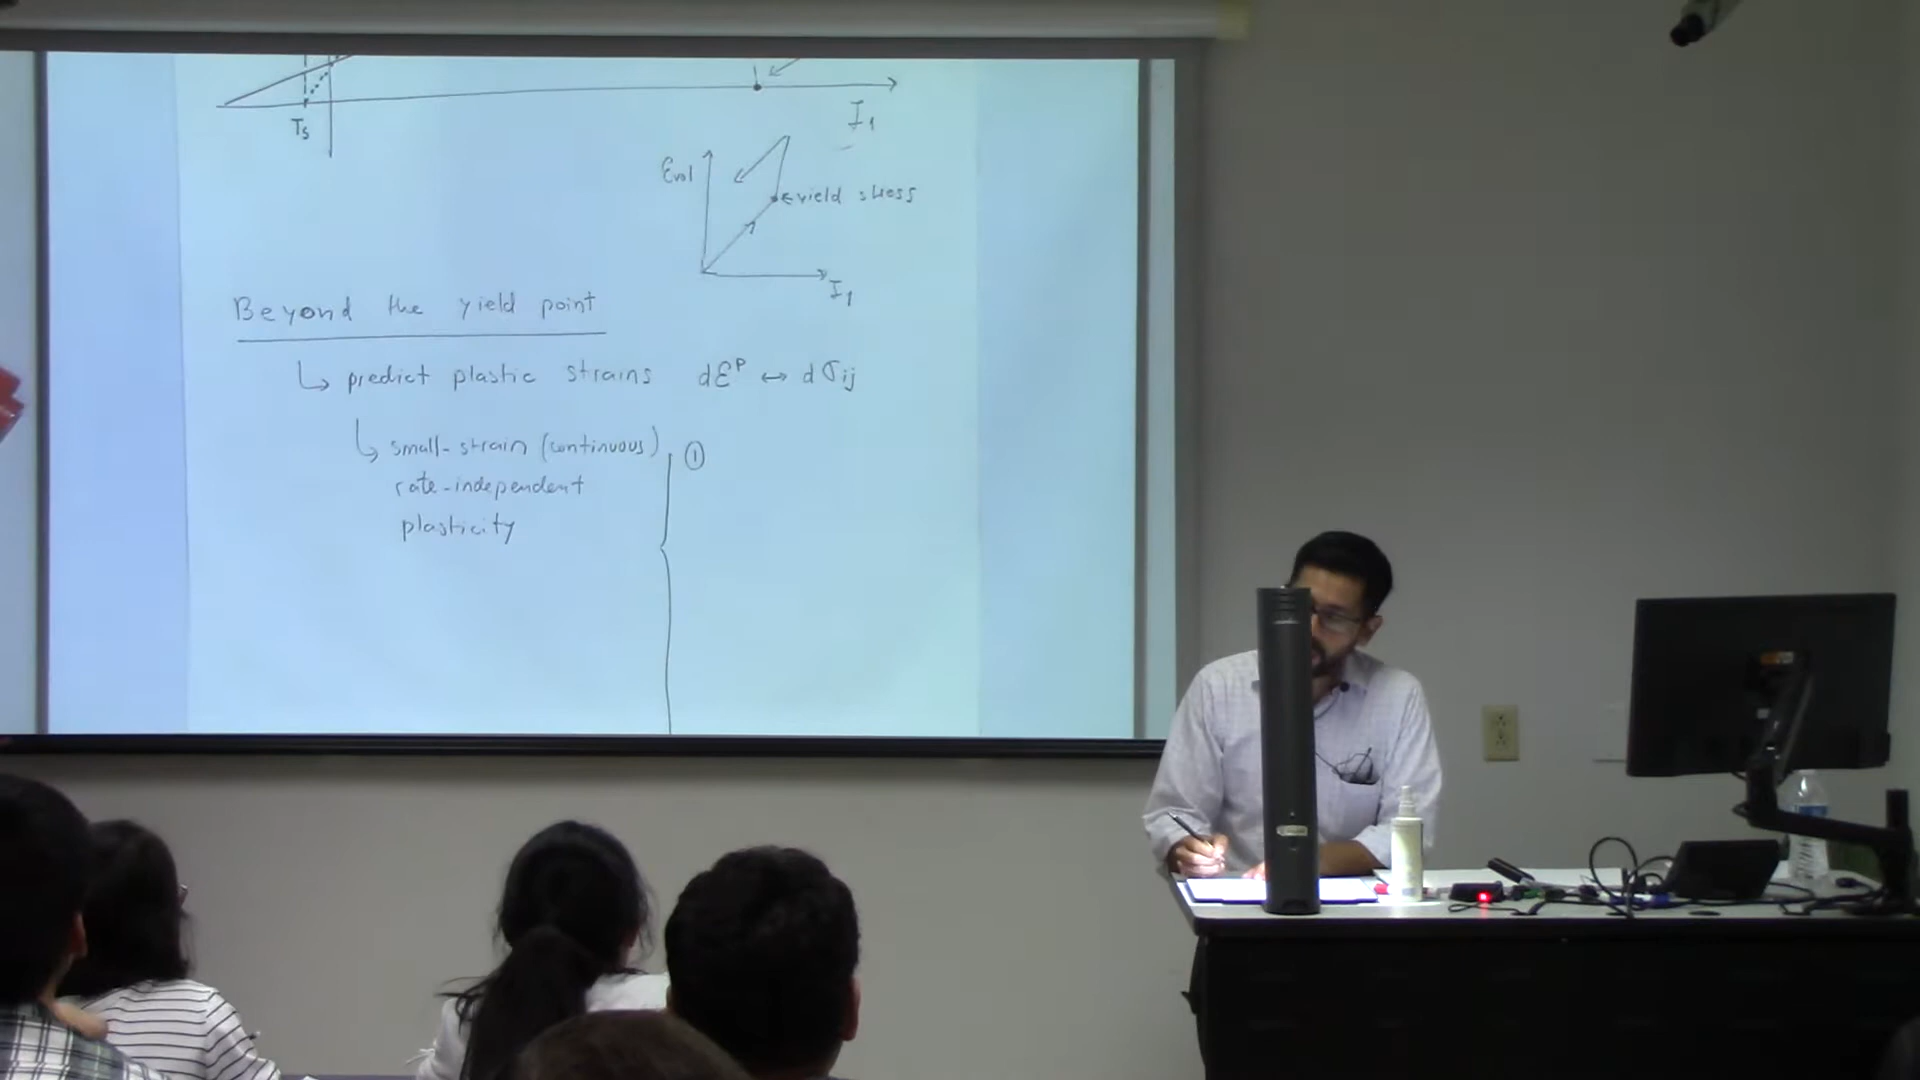 Ts
I1
Evol
yield stress
I1
Beyond the yield point
↳ predict plastic strains dε^P ↔ dσij
↳ small-strain (continuous) ①
rate-independent
plasticity